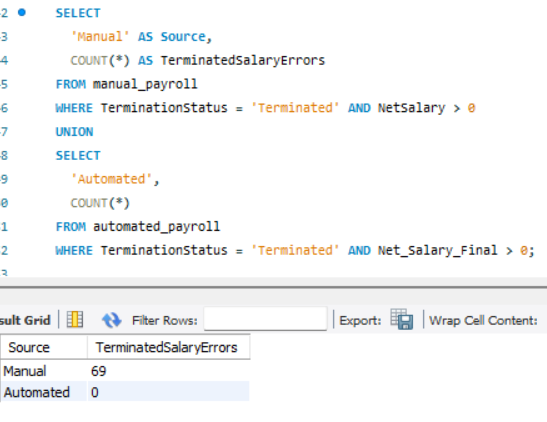 2 SELECT
3 'Manual' AS Source,
4 COUNT(*) AS TerminatedSalaryErrors
5 FROM manual_payroll
6 WHERE TerminationStatus = 'Terminated' AND NetSalary > 0
7 UNION
8 SELECT
9 'Automated',
0 COUNT(*)
1 FROM automated_payroll
2 WHERE TerminationStatus = 'Terminated' AND Net_Salary_Final > 0;
3
sult Grid Filter Rows: Export: Wrap Cell Content:
Source TerminatedSalaryErrors
Manual 69
Automated 0